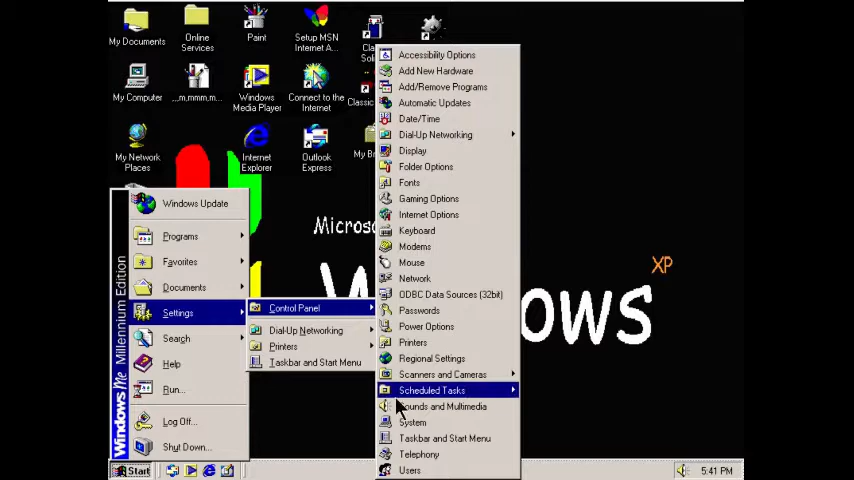 My Documents
Online Services
Paint
Setup MSN Internet A...
My Computer
,,m,mmm,m...
Windows Media Player
Connect to the Internet
Classic
My Network Places
Internet Explorer
Outlook Express
Windows
XP
Windows Me Millennium Edition
Windows Update
Programs
Favorites
Documents
Settings
Search
Help
Run...
Log Off...
Shut Down...
Control Panel
Dial-Up Networking
Printers
Taskbar and Start Menu
Accessibility Options
Add New Hardware
Add/Remove Programs
Automatic Updates
Date/Time
Dial-Up Networking
Display
Folder Options
Fonts
Gaming Options
Internet Options
Keyboard
Modems
Mouse
Network
ODBC Data Sources (32bit)
Passwords
Power Options
Printers
Regional Settings
Scanners and Cameras
Scheduled Tasks
Sounds and Multimedia
System
Taskbar and Start Menu
Telephony
Users
Start
5:41 PM